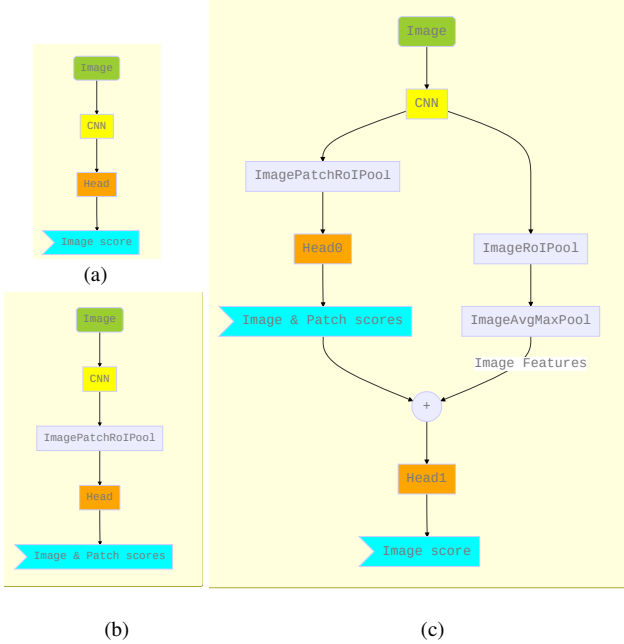 Image
CNN
Head
Image score
(a)
Image
CNN
ImagePatchRoIPool
Head
Image & Patch scores
(b)
Image
CNN
ImagePatchRoIPool
Head0
ImageRoIPool
Image & Patch scores
ImageAvgMaxPool
Image Features
+
Head1
Image score
(c)